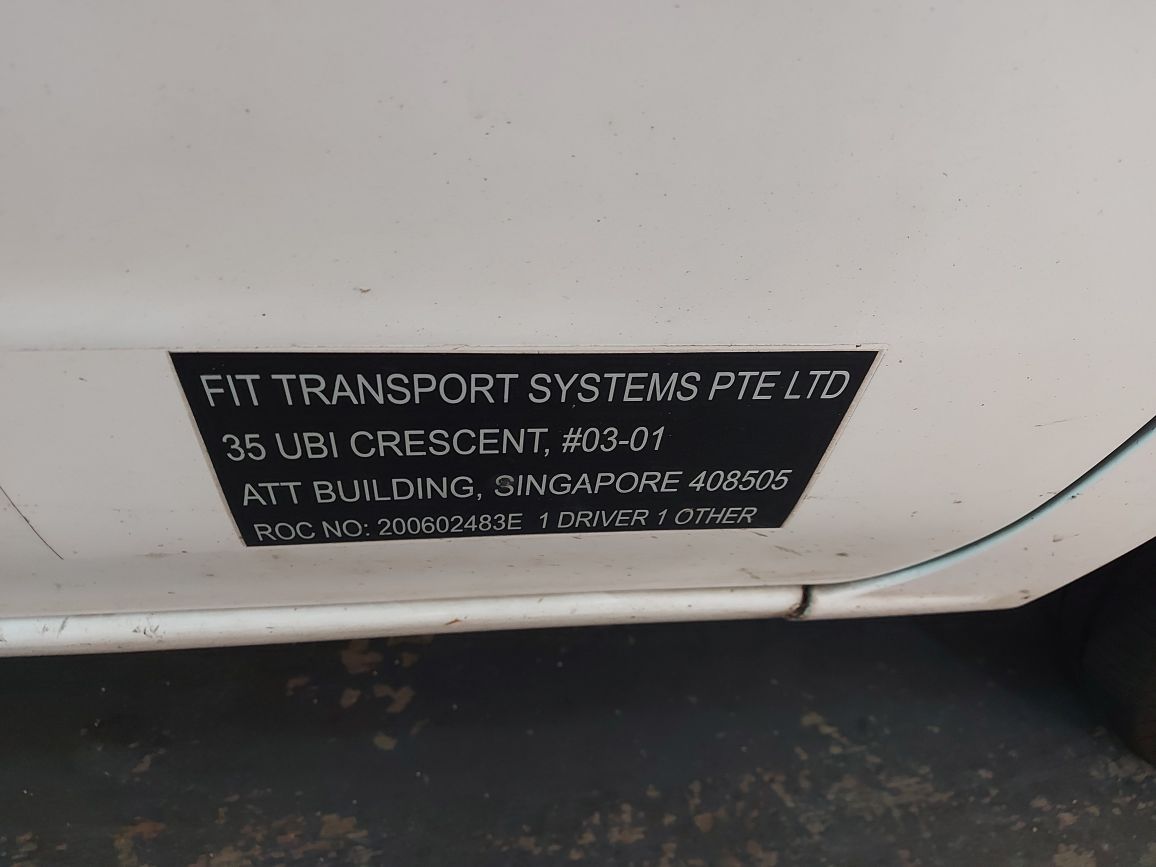 FIT TRANSPORT SYSTEMS PTE LTD
35 UBI CRESCENT, #03-01
ATT BUILDING, SINGAPORE 408505
ROC NO: 200602483E 1 DRIVER 1 OTHER